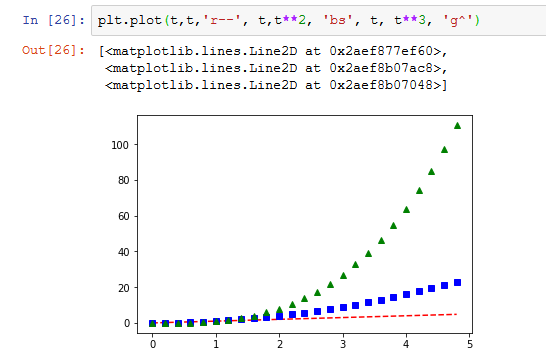 In [26]: plt.plot(t,t,'r--', t,t**2, 'bs', t, t**3, 'g^')
Out[26]: [<matplotlib.lines.Line2D at 0x2aef877ef60>,
<matplotlib.lines.Line2D at 0x2aef8b07ac8>,
<matplotlib.lines.Line2D at 0x2aef8b07048>]
100
80
60
40
20
0
0 1 2 3 4 5